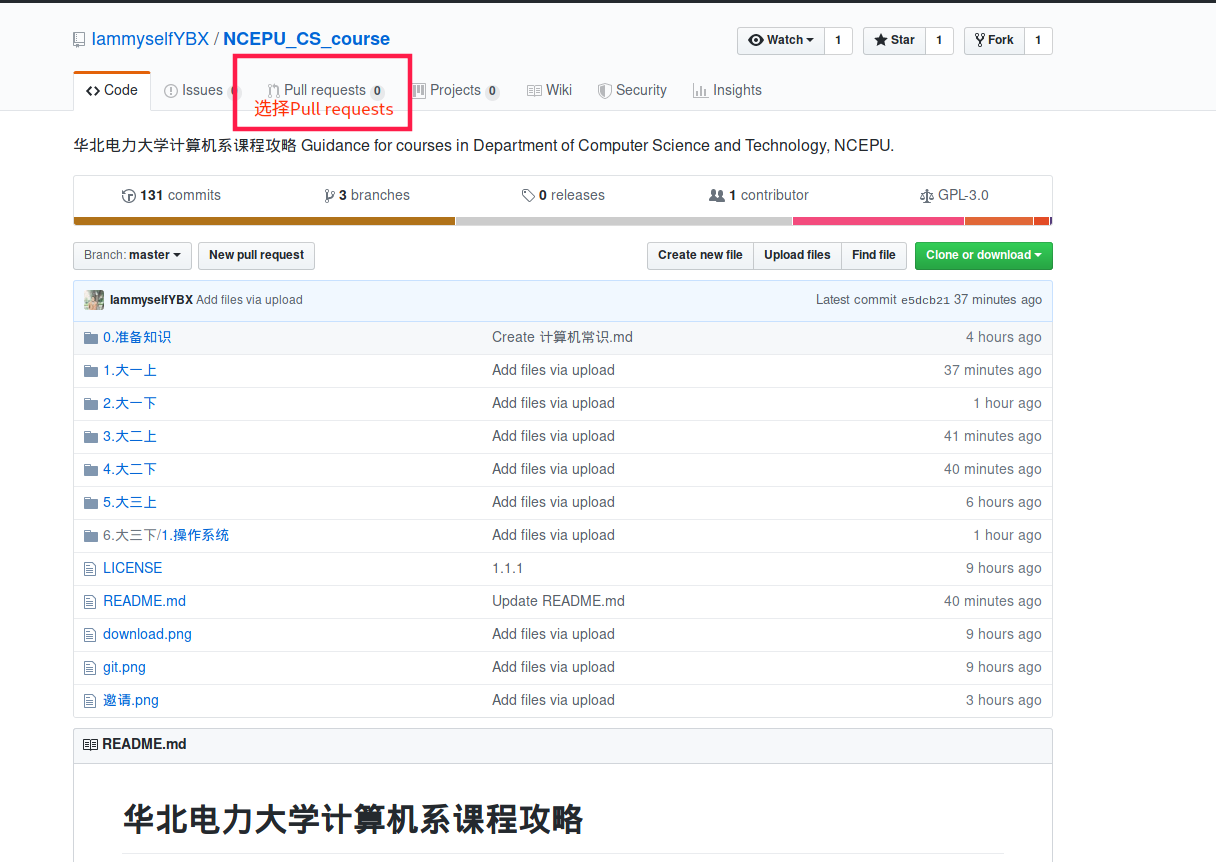 IammyselfYBX / NCEPU_CS_course
Watch 1 Star 1 Fork 1
Code Issues Pull requests 0 Projects 0 Wiki Security Insights
选择Pull requests
华北电力大学计算机系课程攻略 Guidance for courses in Department of Computer Science and Technology, NCEPU.
131 commits 3 branches 0 releases 1 contributor GPL-3.0
Branch: master New pull request Create new file Upload files Find file Clone or download
IammyselfYBX Add files via upload Latest commit e5dcb21 37 minutes ago
0.准备知识 Create 计算机常识.md 4 hours ago
1.大一上 Add files via upload 37 minutes ago
2.大一下 Add files via upload 1 hour ago
3.大二上 Add files via upload 41 minutes ago
4.大二下 Add files via upload 40 minutes ago
5.大三上 Add files via upload 6 hours ago
6.大三下/1.操作系统 Add files via upload 1 hour ago
LICENSE 1.1.1 9 hours ago
README.md Update README.md 40 minutes ago
download.png Add files via upload 9 hours ago
git.png Add files via upload 9 hours ago
邀请.png Add files via upload 3 hours ago
README.md
华北电力大学计算机系课程攻略